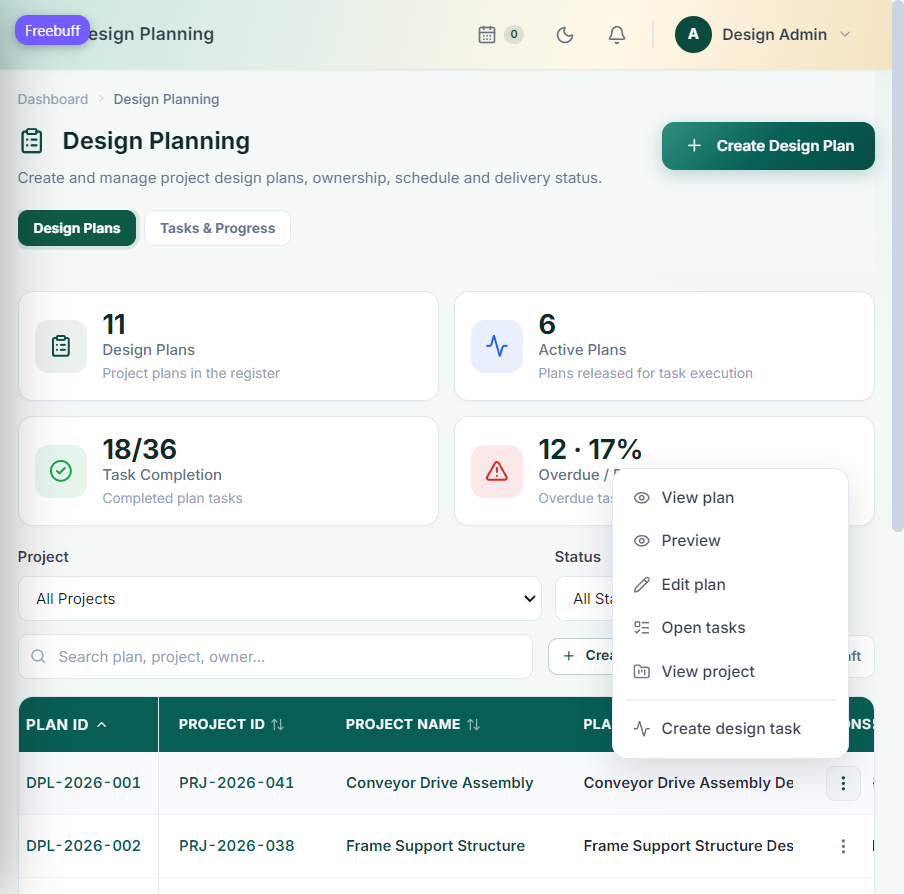 Freebuff
esign Planning
0
A
Design Admin
Dashboard
Design Planning
Design Planning
Create Design Plan
Create and manage project design plans, ownership, schedule and delivery status.
Design Plans
Tasks & Progress
11
Design Plans
Project plans in the register
6
Active Plans
Plans released for task execution
18/36
Task Completion
Completed plan tasks
12 · 17%
Overdue /
Overdue tas
View plan
Preview
Edit plan
Open tasks
View project
Create design task
Project
Status
All Projects
All Sta
Search plan, project, owner...
+ Crea
ft
PLAN ID
PROJECT ID
PROJECT NAME
PLA
ONS
DPL-2026-001
PRJ-2026-041
Conveyor Drive Assembly
Conveyor Drive Assembly De
DPL-2026-002
PRJ-2026-038
Frame Support Structure
Frame Support Structure Des